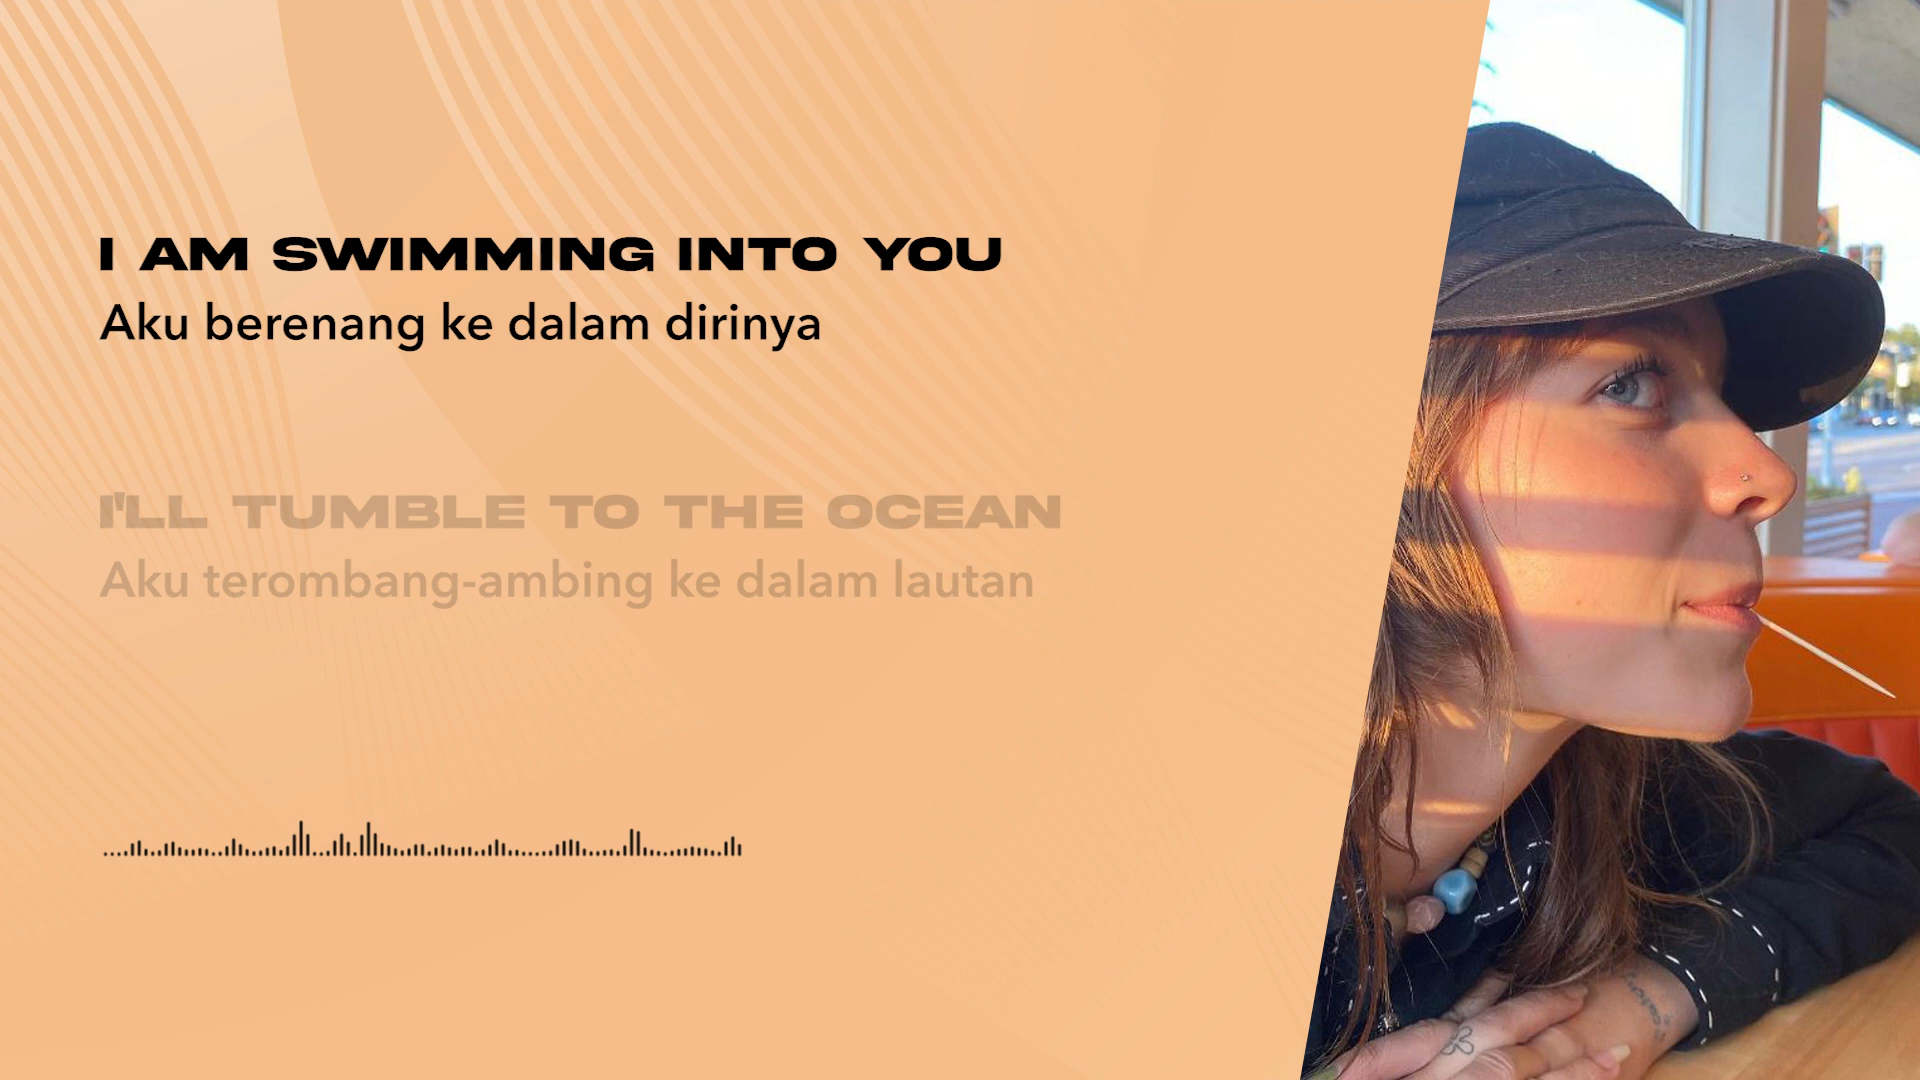 I AM SWIMMING INTO YOU
Aku berenang ke dalam dirinya
I'LL TUMBLE TO THE OCEAN
Aku terombang-ambing ke dalam lautan